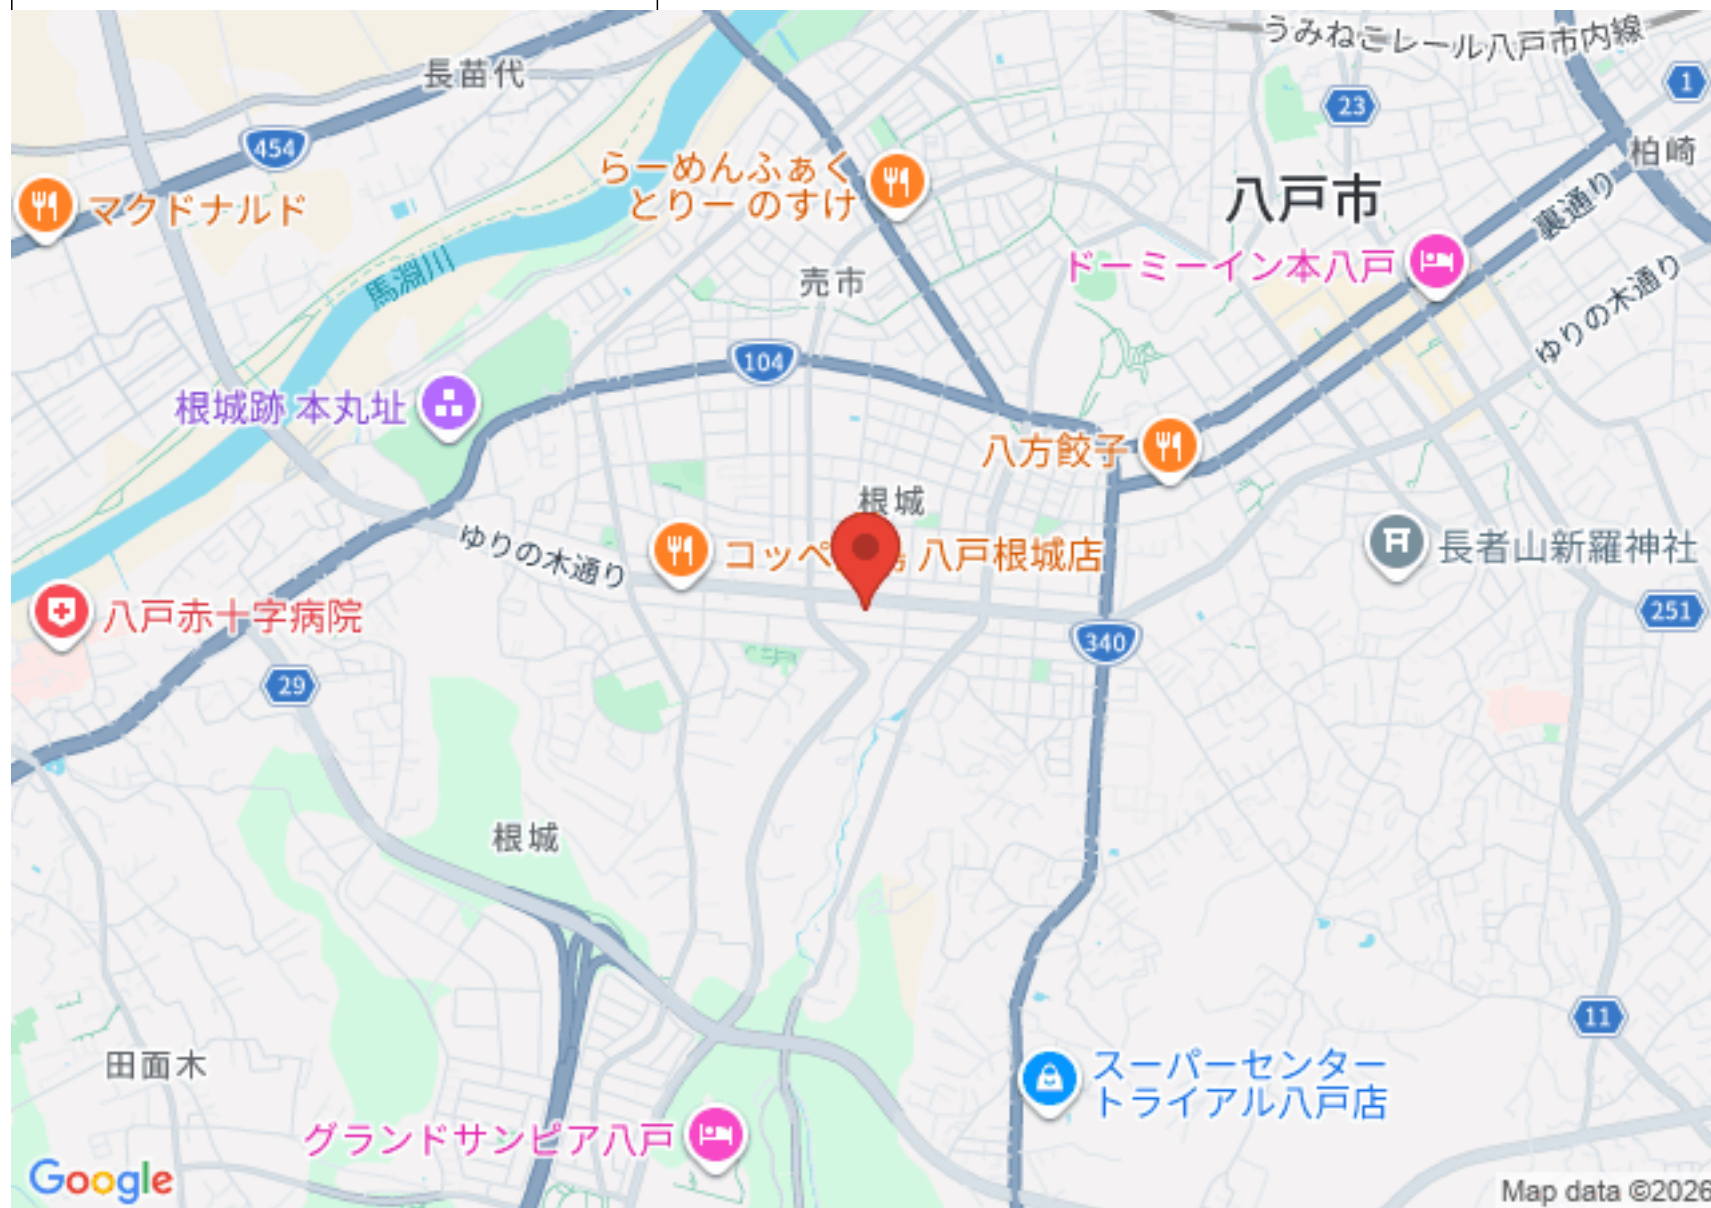 うみねこレール八戸市内線
長苗代
1
23
454
柏崎
らーめんふぁく
とりー のすけ
八戸市
マクドナルド
裏通り
ドーミーイン本八戸
馬淵川
売市
ゆりの木通り
104
根城跡 本丸址
八方餃子
根城
ゆりの木通り
コッペ
八戸根城店
長者山新羅神社
八戸赤十字病院
251
340
29
根城
11
田面木
スーパーセンター
トライアル八戸店
グランドサンピア八戸
Google
Map data ©2026